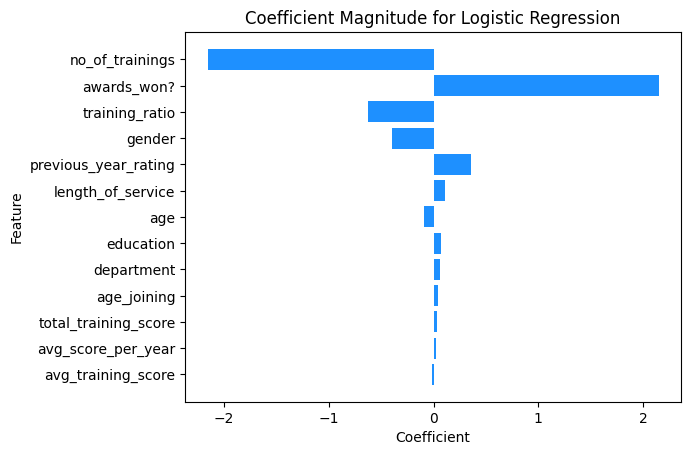 Coefficient Magnitude for Logistic Regression
no_of_trainings
awards_won?
training_ratio
gender
previous_year_rating
length_of_service
age
education
department
age_joining
total_training_score
avg_score_per_year
avg_training_score
Feature
−2 −1 0 1 2
Coefficient